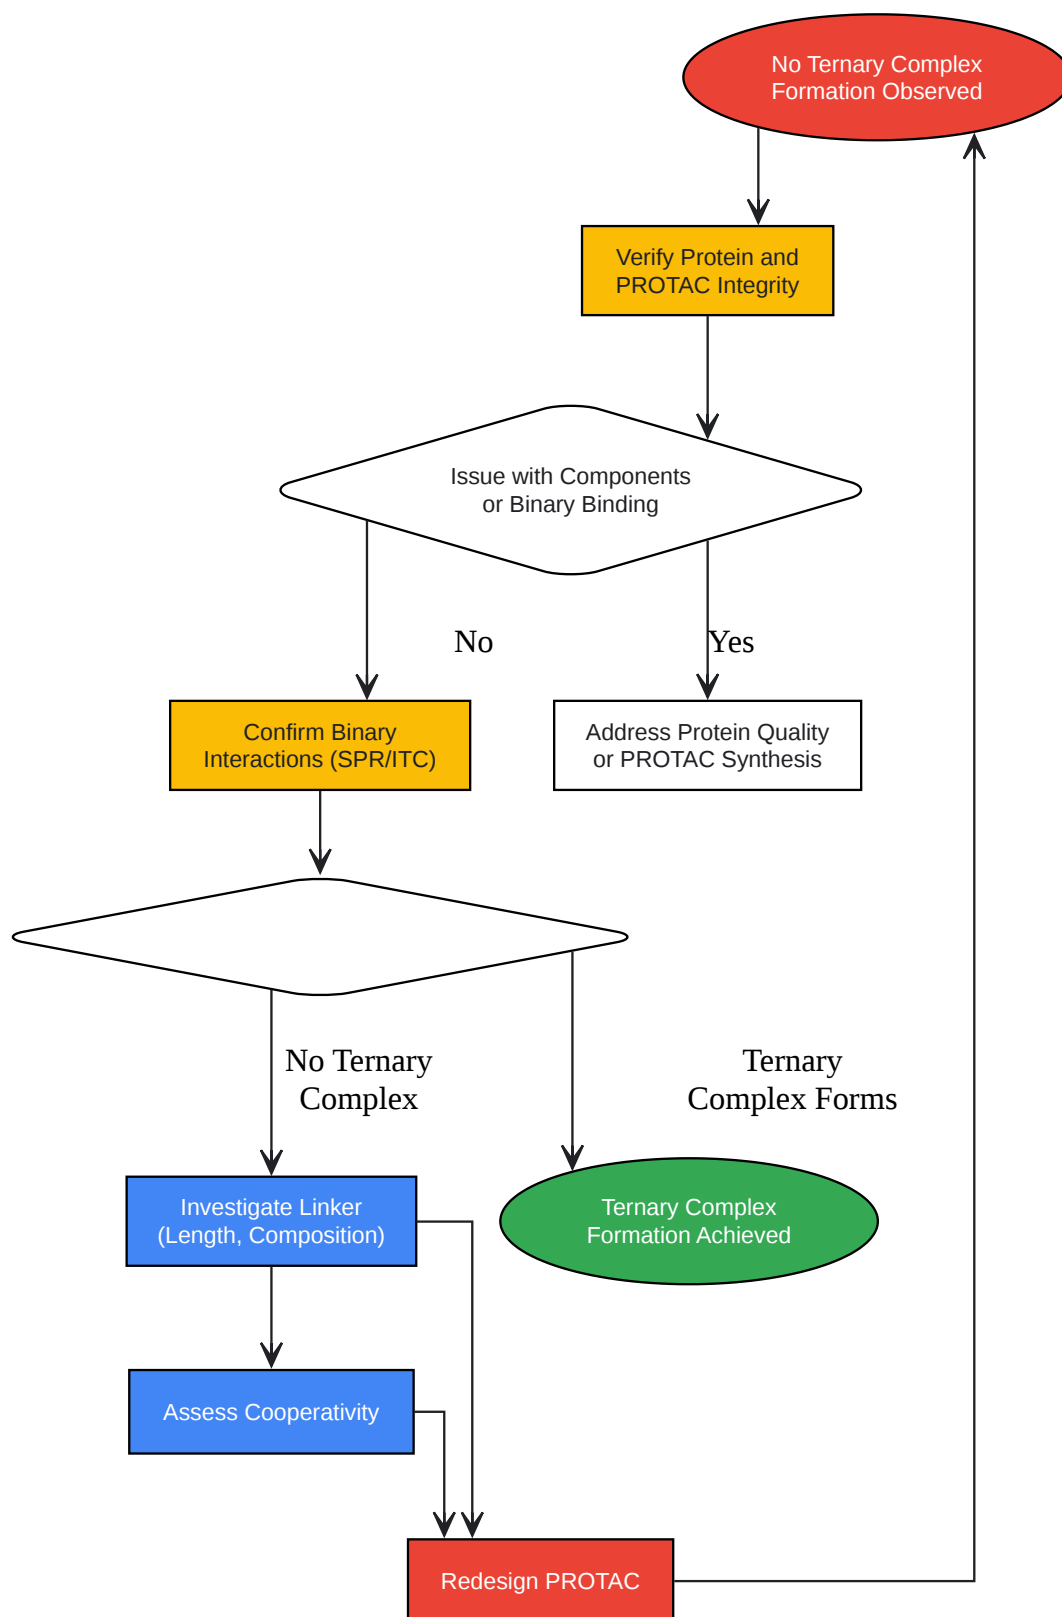 No Ternary Complex
Formation Observed
Verify Protein and
PROTAC Integrity
Issue with Components
or Binary Binding
No
Yes
Confirm Binary
Interactions (SPR/ITC)
Address Protein Quality
or PROTAC Synthesis
No Ternary
Complex
Ternary
Complex Forms
Investigate Linker
(Length, Composition)
Ternary Complex
Formation Achieved
Assess Cooperativity
Redesign PROTAC